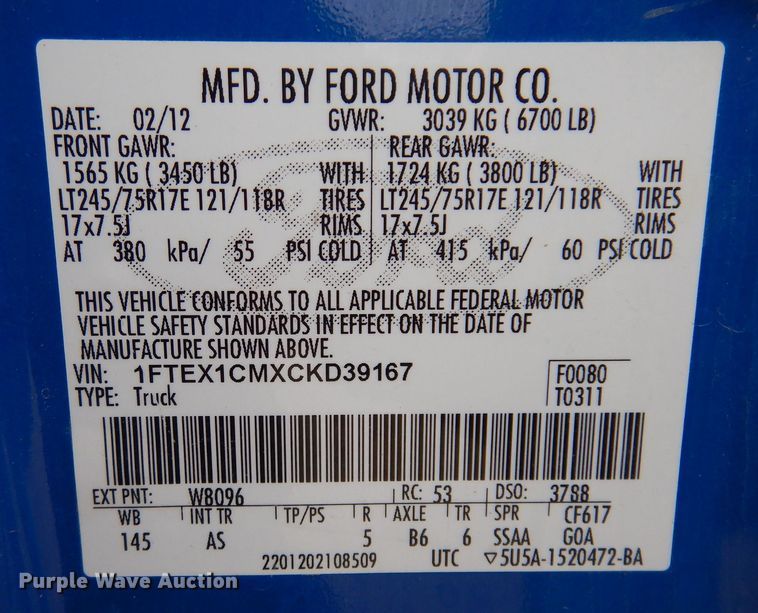 MFD. BY FORD MOTOR CO.
DATE: 02/12 GVWR: 3039 KG ( 6700 LB)
FRONT GAWR: REAR GAWR:
1565 KG ( 3450 LB) WITH 1724 KG ( 3800 LB) WITH
LT245/75R17E 121/118R TIRES LT245/75R17E 121/118R TIRES
17x7.5J RIMS 17x7.5J RIMS
AT 380 kPa/ 55 PSI COLD AT 415 kPa/ 60 PSI COLD
Ford
THIS VEHICLE CONFORMS TO ALL APPLICABLE FEDERAL MOTOR
VEHICLE SAFETY STANDARDS IN EFFECT ON THE DATE OF
MANUFACTURE SHOWN ABOVE.
VIN: 1FTEX1CMXCKD39167 F0080
TYPE: Truck T0311
EXT PNT: W8096 RC: 53 DSO: 3788
WB INT TR TP/PS R AXLE TR SPR CF617
145 AS 5 B6 6 SSAA GOA
2201202108509 UTC ▽5U5A-1520472-BA
Purple Wave Auction